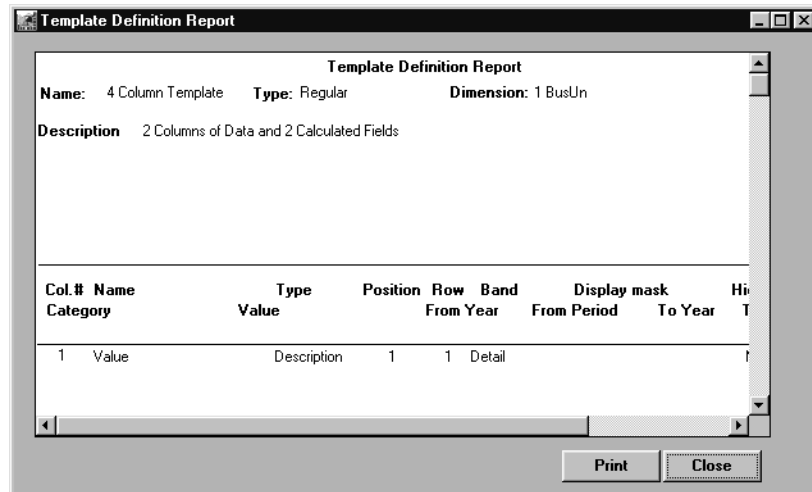 Template Definition Report
Template Definition Report
Name: 4 Column Template Type: Regular Dimension: 1 BusUn
Description 2 Columns of Data and 2 Calculated Fields
Col.# Name Type Position Row Band Display mask
Category Value From Year From Period To Year
1 Value Description 1 1 Detail
Print Close